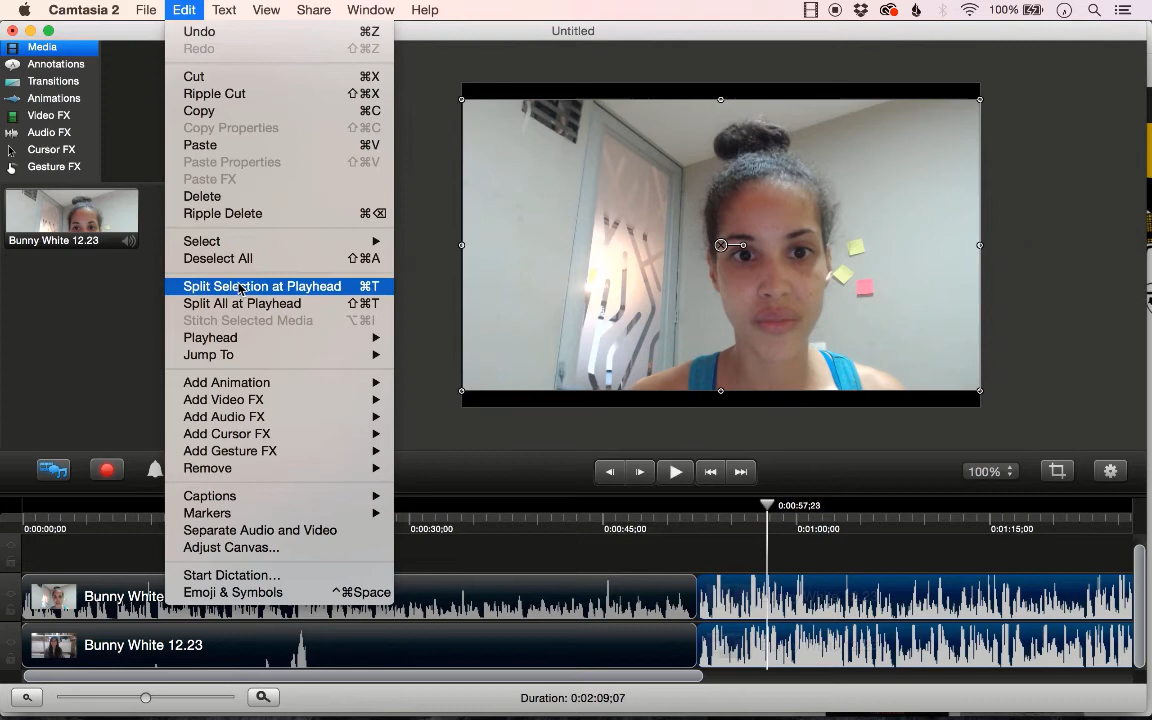 Camtasia 2 File Edit Text View Share Window Help 100%
Untitled
Media
Annotations
Transitions
Animations
Video FX
Audio FX
Cursor FX
Gesture FX
Bunny White 12.23
Undo ⌘Z
Redo ⇧⌘Z
Cut ⌘X
Ripple Cut ⇧⌘X
Copy ⌘C
Copy Properties ⇧⌘C
Paste ⌘V
Paste Properties ⇧⌘V
Paste FX
Delete
Ripple Delete ⌘⌫
Select
Deselect All ⇧⌘A
Split Selection at Playhead ⌘T
Split All at Playhead ⇧⌘T
Stitch Selected Media ⌥⌘I
Playhead
Jump To
Add Animation
Add Video FX
Add Audio FX
Add Cursor FX
Add Gesture FX
Remove
Captions
Markers
Separate Audio and Video
Adjust Canvas...
Start Dictation...
Emoji & Symbols ^⌘Space
100%
0:00:57;23
0:00:00;00 0:00:30;00 0:00:45;00 0:01:00;00 0:01:15;00
Bunny White
Bunny White 12.23
Duration: 0:02:09;07